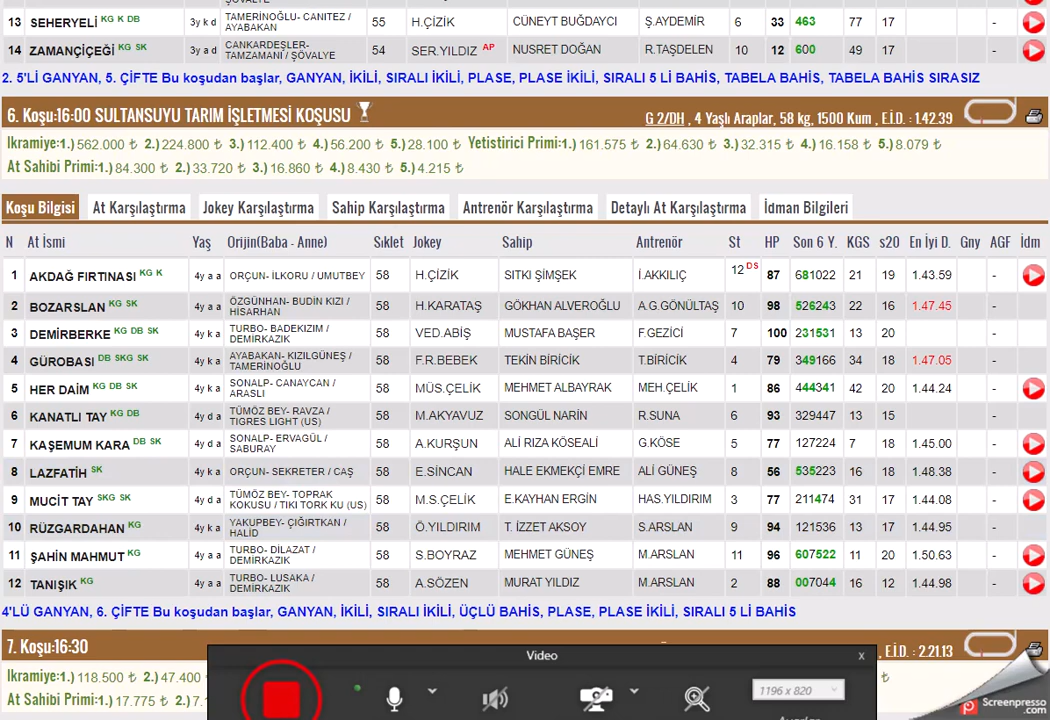 13 SEHERYELİ KG K DB 3y k d TAMERİNOĞLU- CANITEZ / AYABAKAN 55 H.ÇİZİK CÜNEYT BUĞDAYCI Ş.AYDEMİR 6 33 463 77 17 -
14 ZAMANÇİÇEĞİ KG SK 3y a d CANKARDEŞLER- TAMZAMANI / ŞÖVALYE 54 SER.YILDIZ AP NUSRET DOĞAN R.TAŞDELEN 10 12 600 49 17 -
2. 5'Lİ GANYAN, 5. ÇİFTE Bu koşudan başlar, GANYAN, İKİLİ, SIRALI İKİLİ, PLASE, PLASE İKİLİ, SIRALI 5 Lİ BAHİS, TABELA BAHİS, TABELA BAHİS SIRASIZ
6. Koşu:16:00 SULTANSUYU TARIM İŞLETMESİ KOŞUSU G 2/DH , 4 Yaşlı Araplar, 58 kg, 1500 Kum , E.İ.D. : 1.42.39
Ikramiye:1.) 562.000 ₺ 2.) 224.800 ₺ 3.) 112.400 ₺ 4.) 56.200 ₺ 5.) 28.100 ₺ Yetistirici Primi:1.) 161.575 ₺ 2.) 64.630 ₺ 3.) 32.315 ₺ 4.) 16.158 ₺ 5.) 8.079 ₺
At Sahibi Primi:1.) 84.300 ₺ 2.) 33.720 ₺ 3.) 16.860 ₺ 4.) 8.430 ₺ 5.) 4.215 ₺
Koşu Bilgisi At Karşılaştırma Jokey Karşılaştırma Sahip Karşılaştırma Antrenör Karşılaştırma Detaylı At Karşılaştırma İdman Bilgileri
N At İsmi Yaş Orijin(Baba - Anne) Sıklet Jokey Sahip Antrenör St HP Son 6 Y. KGS s20 En İyi D. Gny AGF İdm
1 AKDAĞ FIRTINASI KG K 4y a a ORÇUN- İLKORU / UMUTBEY 58 H.ÇİZİK SITKI ŞİMŞEK İ.AKKILIÇ 12 DS 87 681022 21 19 1.43.59 -
2 BOZARSLAN KG SK 4y a a ÖZGÜNHAN- BUDİN KIZI / HİSARHAN 58 H.KARATAŞ GÖKHAN ALVEROĞLU A.G.GÖNÜLTAŞ 10 98 526243 22 16 1.47.45 -
3 DEMİRBERKE KG DB SK 4y k a TURBO- BADEKIZIM / DEMİRKAZIK 58 VED.ABİŞ MUSTAFA BAŞER F.GEZİCİ 7 100 231531 13 20 -
4 GÜROBASI DB SKG SK 4y k a AYABAKAN- KIZILGÜNEŞ / TAMERİNOĞLU 58 F.R.BEBEK TEKİN BİRİCİK T.BİRİCİK 4 79 349166 34 18 1.47.05 -
5 HER DAİM KG DB SK 4y k a SONALP- CANAYCAN / ARASLI 58 MÜS.ÇELİK MEHMET ALBAYRAK MEH.ÇELİK 1 86 444341 42 20 1.44.24 -
6 KANATLI TAY KG DB 4y d a TÜMÖZ BEY- RAVZA / TIGRES LIGHT (US) 58 M.AKYAVUZ SONGÜL NARİN R.SUNA 6 93 329447 13 15 -
7 KAŞEMUM KARA DB SK 4y d a SONALP- ERVAGÜL / SABURAY 58 A.KURŞUN ALİ RIZA KÖSEALİ G.KÖSE 5 77 127224 7 18 1.45.00 -
8 LAZFATİH SK 4y k a ORÇUN- SEKRETER / CAŞ 58 E.SİNCAN HALE EKMEKÇİ EMRE ALİ GÜNEŞ 8 56 535223 16 18 1.48.38 -
9 MUCİT TAY SKG SK 4y d a TÜMÖZ BEY- TOPRAK KOKUSU / TIKI TORK KU (US) 58 M.S.ÇELİK E.KAYHAN ERGİN HAS.YILDIRIM 3 77 211474 31 17 1.44.08 -
10 RÜZGARDAHAN KG 4y k a YAKUPBEY- ÇIĞIRTKAN / HALİD 58 Ö.YILDIRIM T. İZZET AKSOY S.ARSLAN 9 94 121536 13 17 1.44.95 -
11 ŞAHİN MAHMUT KG 4y a a TURBO- DİLAZAT / DEMİRKAZIK 58 S.BOYRAZ MEHMET GÜNEŞ M.ARSLAN 11 96 607522 11 20 1.50.63 -
12 TANIŞIK KG 4y a a TURBO- LUSAKA / DEMİRKAZIK 58 A.SÖZEN MURAT YILDIZ M.ARSLAN 2 88 007044 16 12 1.44.98 -
4'LÜ GANYAN, 6. ÇİFTE Bu koşudan başlar, GANYAN, İKİLİ, SIRALI İKİLİ, ÜÇLÜ BAHİS, PLASE, PLASE İKİLİ, SIRALI 5 Lİ BAHİS
7. Koşu:16:30 , E.İ.D. : 2.21.13
Video x
Ikramiye:1.) 118.500 ₺ 2.) 47.400 ₺
At Sahibi Primi:1.) 17.775 ₺ 2.)
1196 x 820
Screenpresso
.com